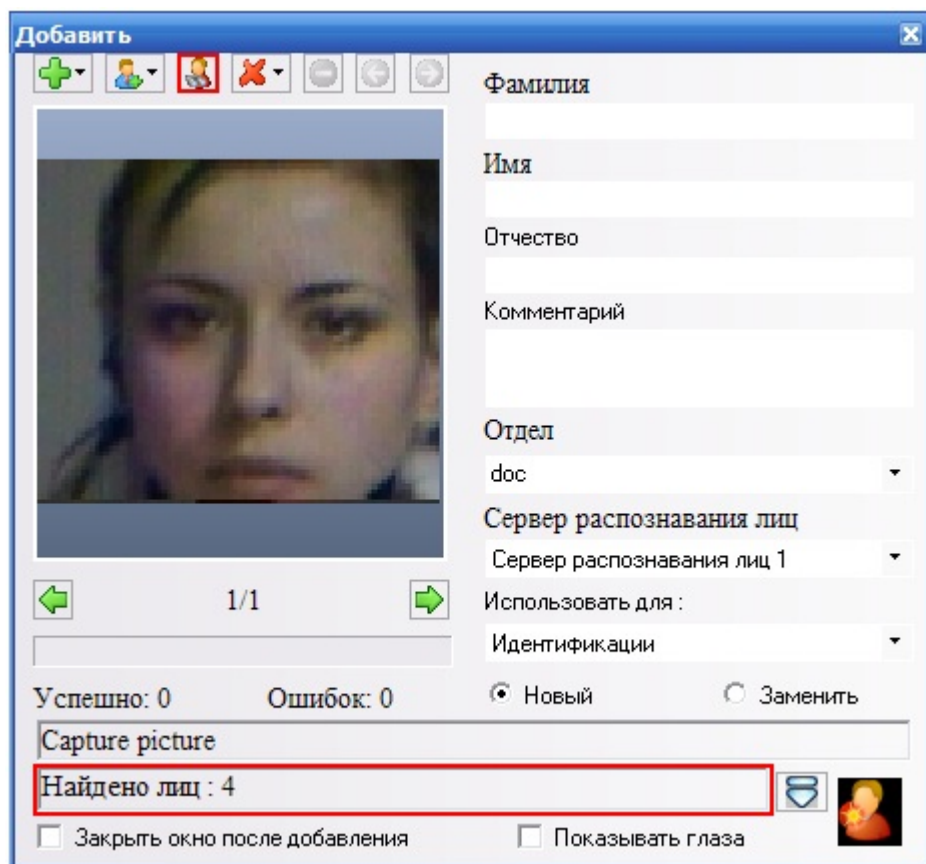 Добавить
Фамилия
Имя
Отчество
Комментарий
Отдел
doc
Сервер распознавания лиц
Сервер распознавания лиц 1
1/1
Использовать для :
Идентификации
Успешно: 0 Ошибок: 0
Новый Заменить
Capture picture
Найдено лиц : 4
Закрыть окно после добавления Показывать глаза